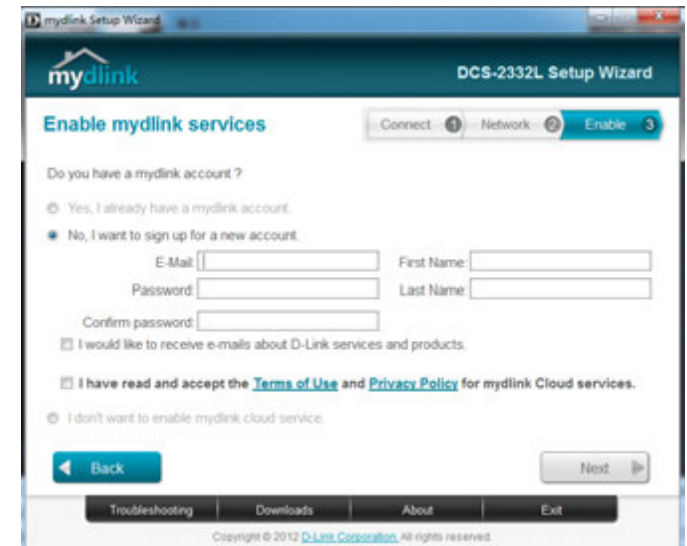 mydlink Setup Wizard
mydlink
DCS-2332L Setup Wizard
Enable mydlink services
Connect 1 Network 2 Enable 3
Do you have a mydlink account ?
Yes, I already have a mydlink account.
No, I want to sign up for a new account.
E-Mail: First Name:
Password: Last Name:
Confirm password:
I would like to receive e-mails about D-Link services and products.
I have read and accept the Terms of Use and Privacy Policy for mydlink Cloud services.
I don't want to enable mydlink cloud service.
Back Next
Troubleshooting Downloads About Exit
Copyright © 2012 D-Link Corporation. All rights reserved.